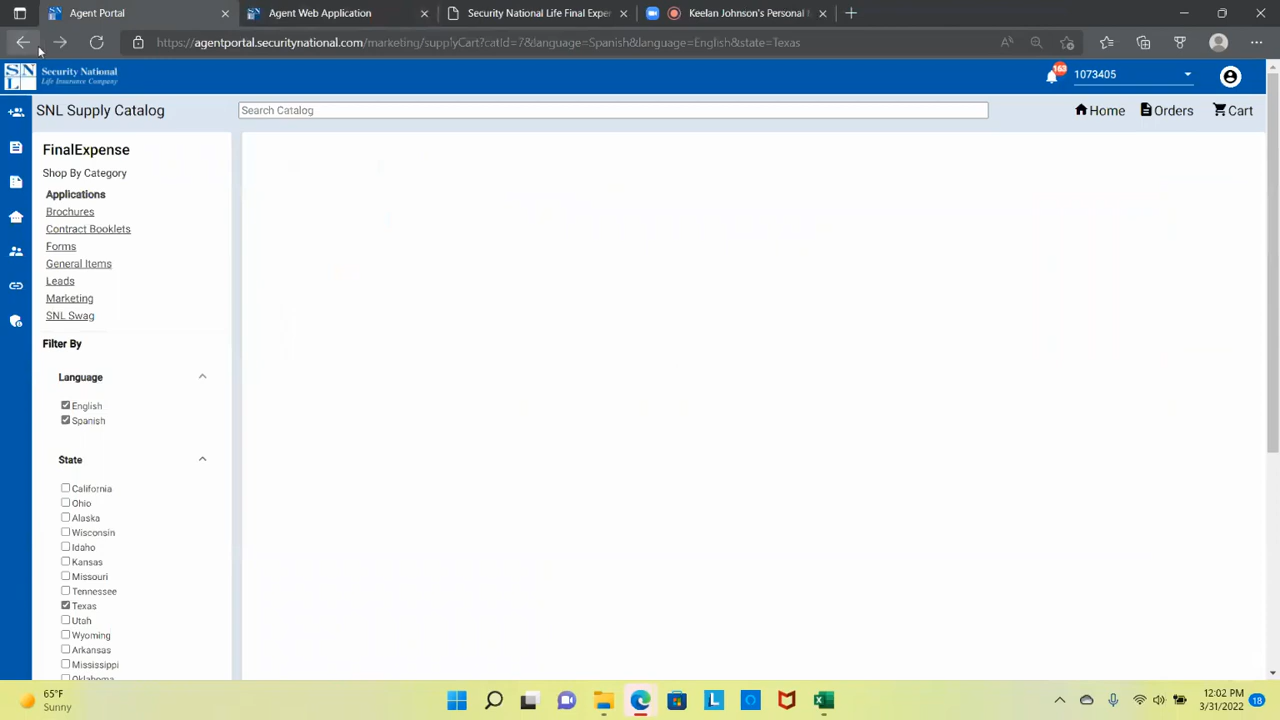 Agent Portal
Agent Web Application
Security National Life Final Exper
Keelan Johnson's Personal
https://agentportal.securitynational.com/marketing/supplyCart?catId=7&language=Spanish&language=English&state=Texas
SNL
Security National
Life Insurance Company
163
1073405
SNL Supply Catalog
Search Catalog
Home
Orders
Cart
FinalExpense
Shop By Category
Applications
Brochures
Contract Booklets
Forms
General Items
Leads
Marketing
SNL Swag
Filter By
Language
English
Spanish
State
California
Ohio
Alaska
Wisconsin
Idaho
Kansas
Missouri
Tennessee
Texas
Utah
Wyoming
Arkansas
Mississippi
Oklahoma
65°F
Sunny
12:02 PM
3/31/2022
18